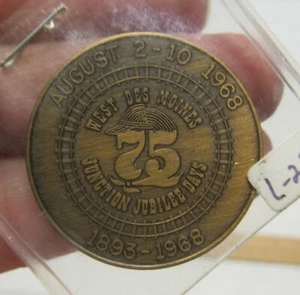 AUGUST 2-10 1968
WEST DES MOINES
75
JUNCTION JUBILEE DAYS
1893-1968